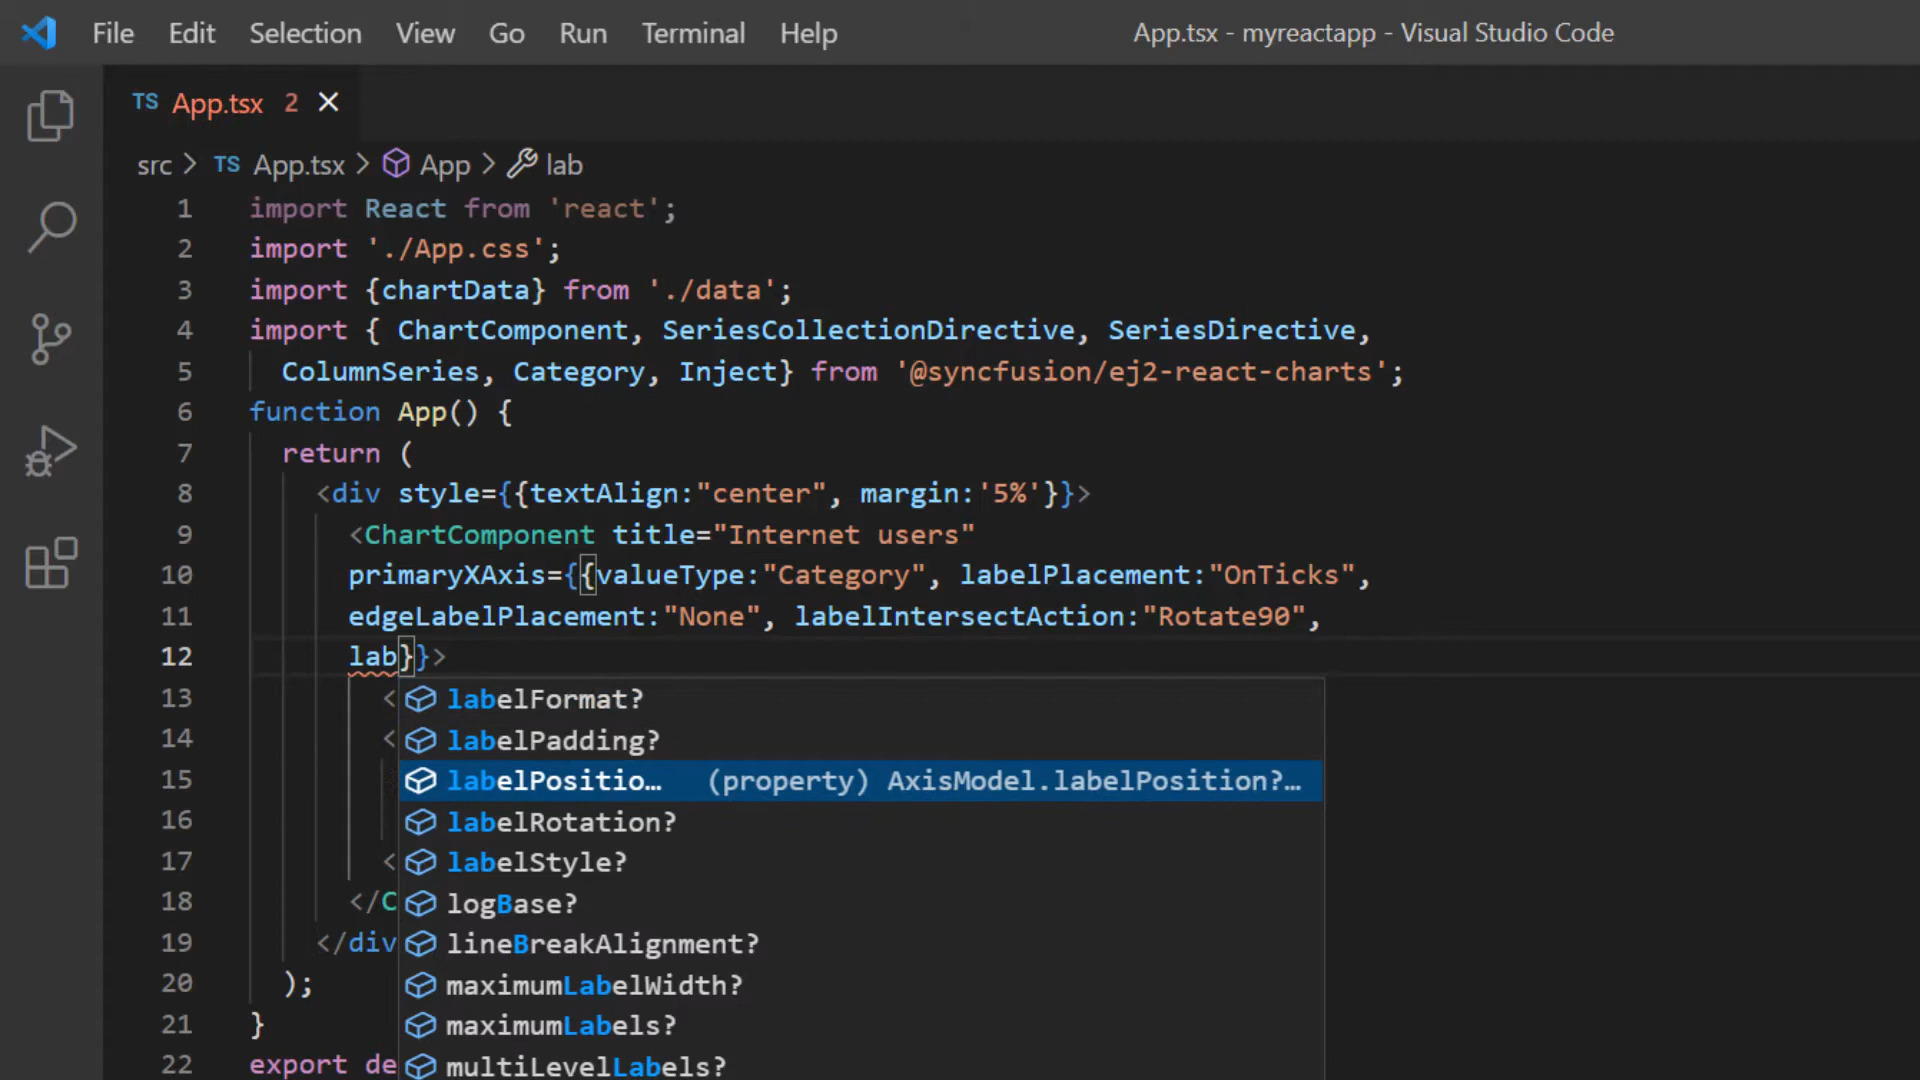 File Edit Selection View Go Run Terminal Help App.tsx - myreactapp - Visual Studio Code
TS App.tsx 2
src > TS App.tsx > App > lab
1 import React from 'react';
2 import './App.css';
3 import {chartData} from './data';
4 import { ChartComponent, SeriesCollectionDirective, SeriesDirective,
5 ColumnSeries, Category, Inject} from '@syncfusion/ej2-react-charts';
6 function App() {
7 return (
8 <div style={{textAlign:"center", margin:'5%'}}>
9 <ChartComponent title="Internet users"
10 primaryXAxis={{valueType:"Category", labelPlacement:"OnTicks",
11 edgeLabelPlacement:"None", labelIntersectAction:"Rotate90",
12 lab}}>
13 < labelFormat?
14 < labelPadding?
15 labelPositio… (property) AxisModel.labelPosition?…
16 labelRotation?
17 < labelStyle?
18 </C logBase?
19 </div lineBreakAlignment?
20 ); maximumLabelWidth?
21 } maximumLabels?
22 export de multiLevelLabels?